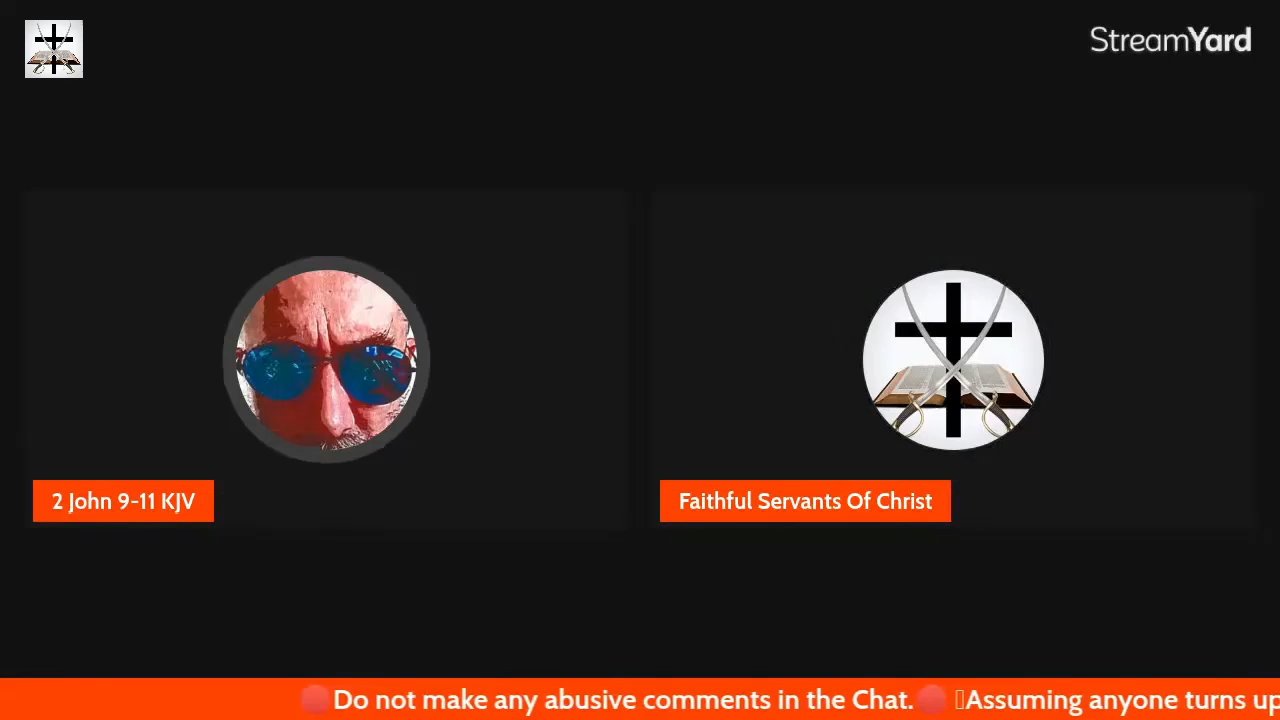 StreamYard
2 John 9-11 KJV
Faithful Servants Of Christ
🔴Do not make any abusive comments in the Chat.🔴 Assuming anyone turns up